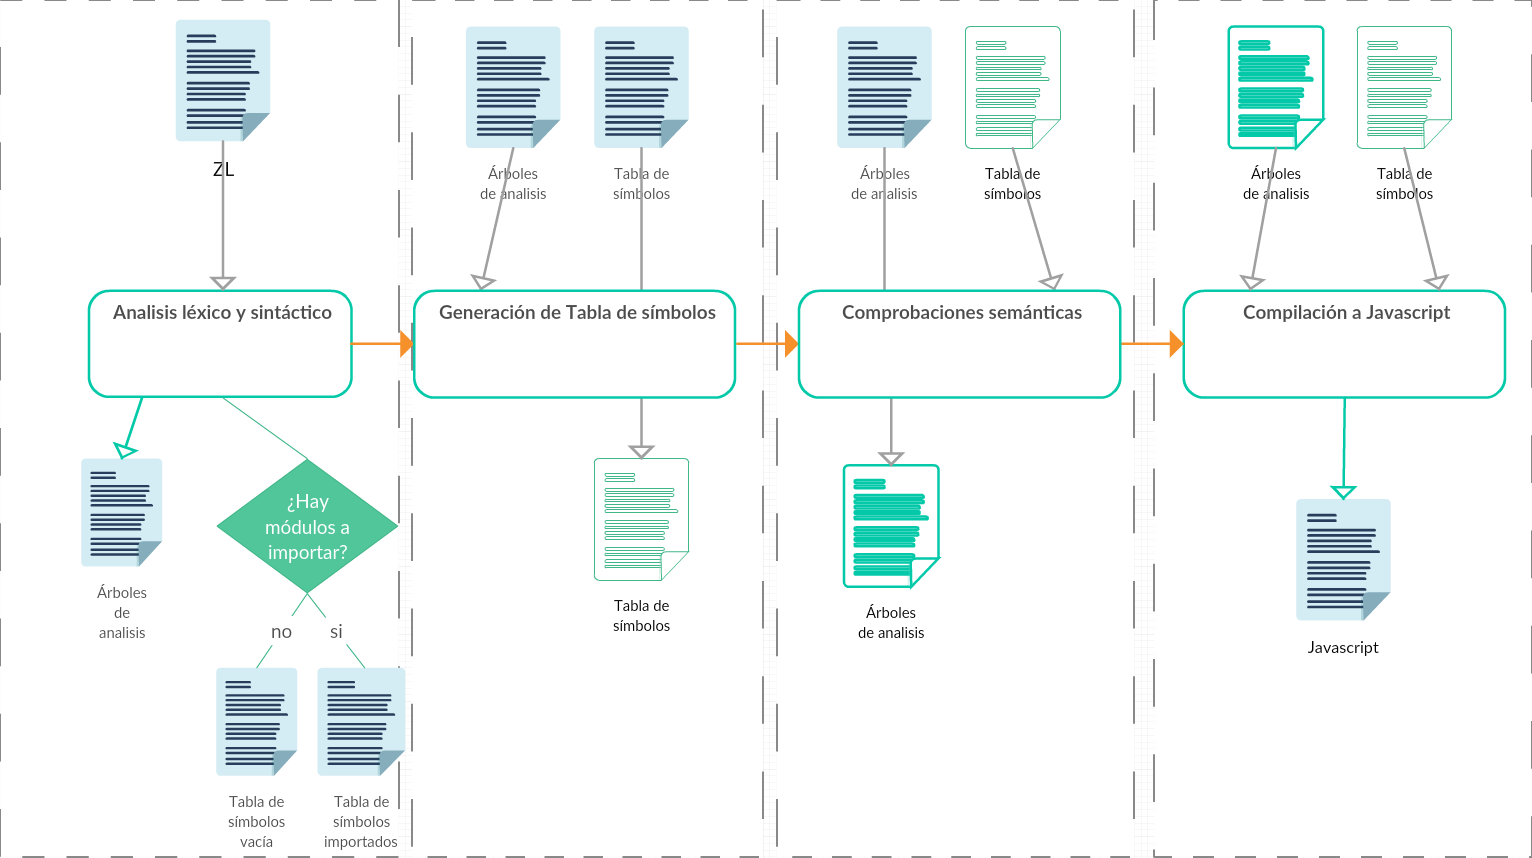 ZL
Analisis léxico y sintáctico
Árboles
de
analisis
¿Hay
módulos a
importar?
no
si
Tabla de
símbolos
vacía
Tabla de
símbolos
importados
Árboles
de analisis
Tabla de
símbolos
Generación de Tabla de símbolos
Tabla de
símbolos
Árboles
de analisis
Tabla de
símbolos
Comprobaciones semánticas
Árboles
de analisis
Árboles
de analisis
Tabla de
símbolos
Compilación a Javascript
Javascript